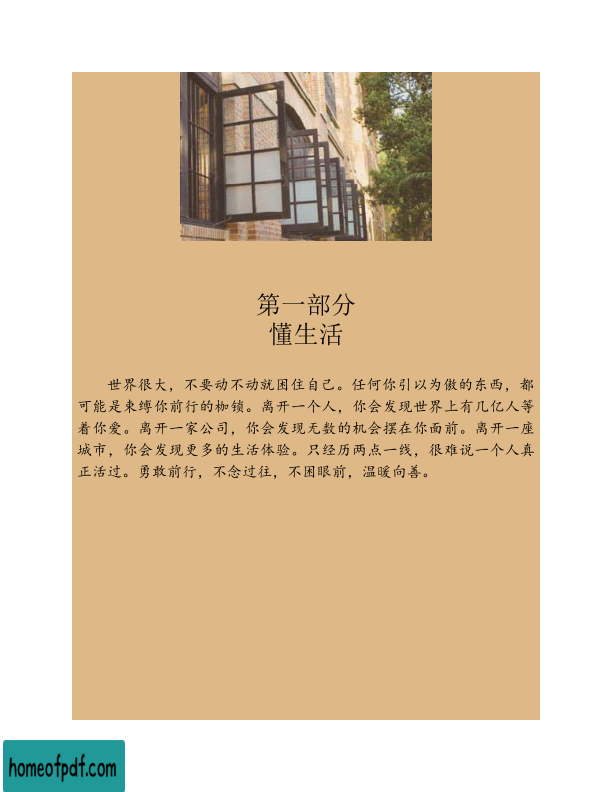 第一部分
懂生活
世界很大，不要动不动就困住自己。任何你引以为傲的东西，都
可能是束缚你前行的枷锁。离开一个人，你会发现世界上有几亿人等
着你爱。离开一家公司，你会发现无数的机会摆在你面前。离开一座
城市，你会发现更多的生活体验。只经历两点一线，很难说一个人真
正活过。勇敢前行，不念过往，不困眼前，温暖向善。
homeofpdf.com